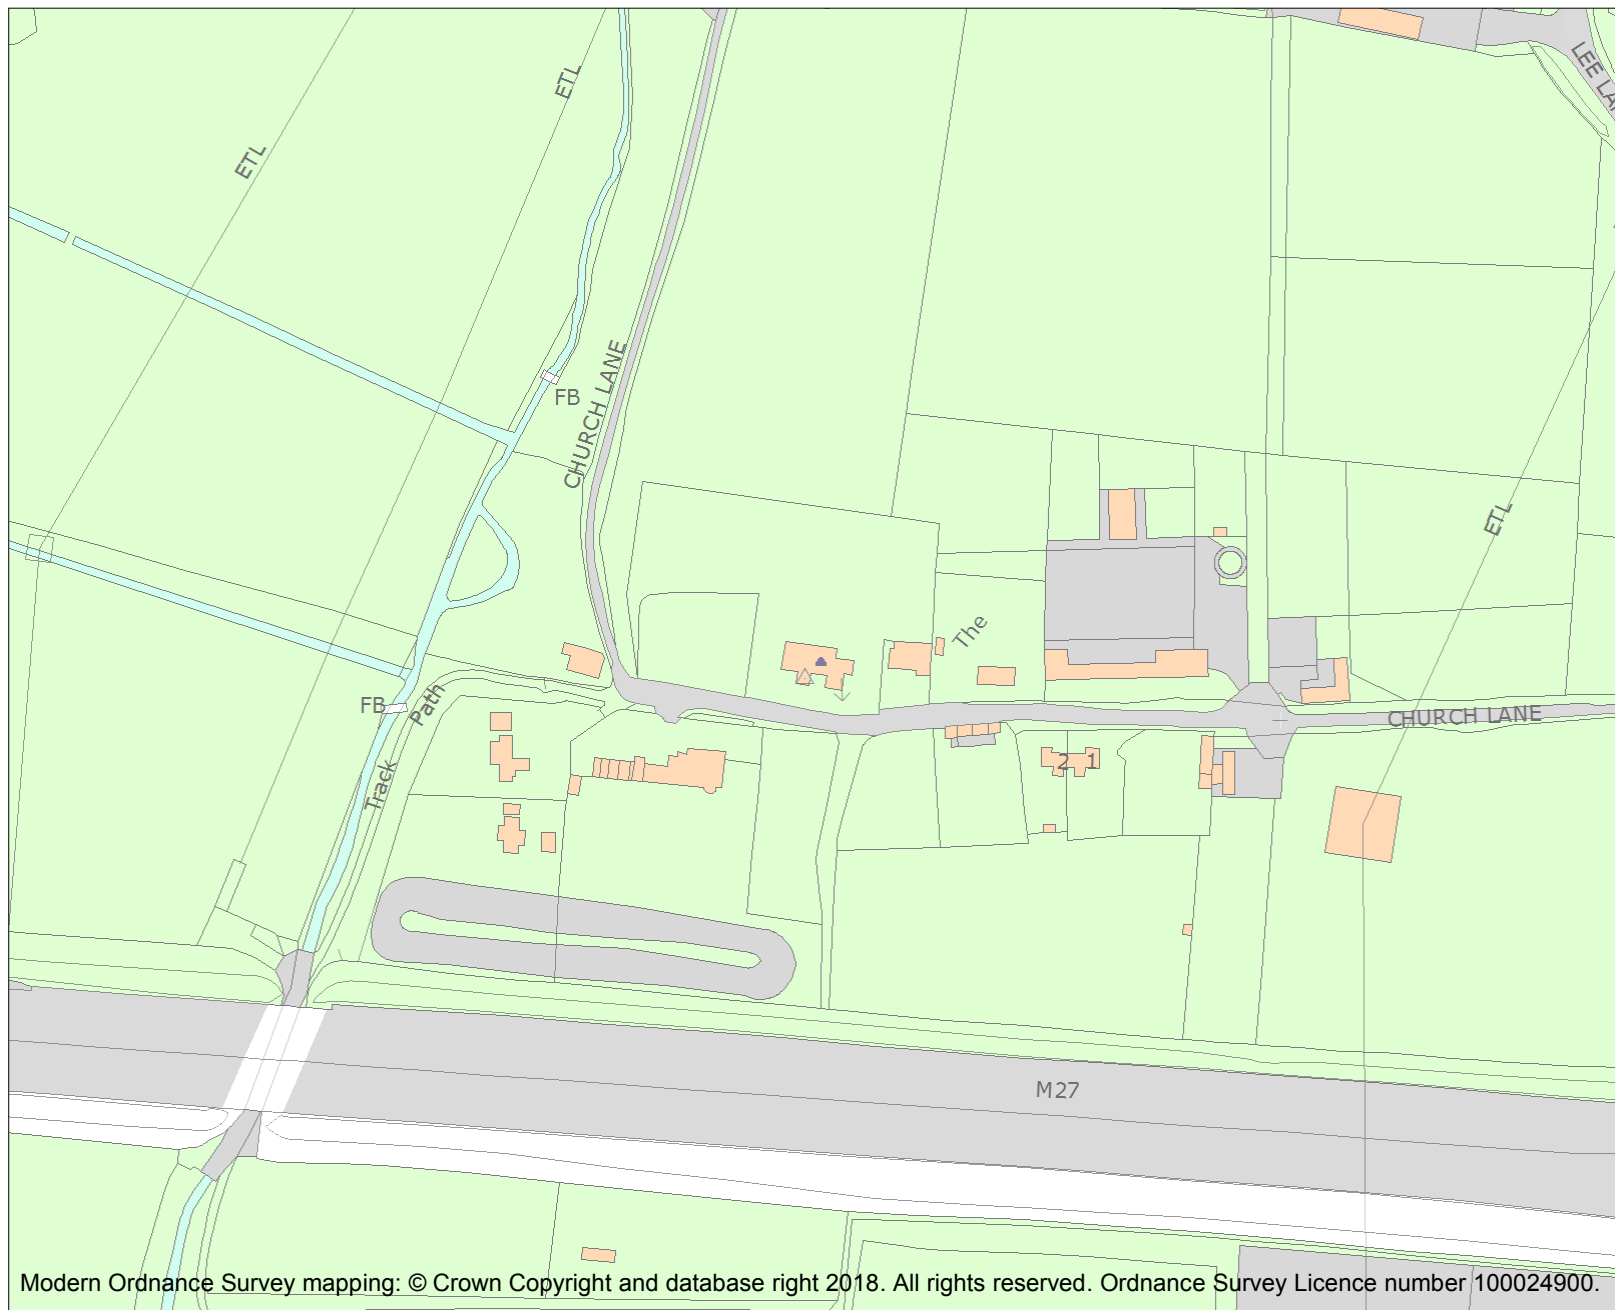 LEE LA
ETL
ETL
CHURCH LANE
FB
ETL
The
FB
Path
Track
CHURCH LANE
2 1
M27
Modern Ordnance Survey mapping: © Crown Copyright and database right 2018. All rights reserved. Ordnance Survey Licence number 100024900.